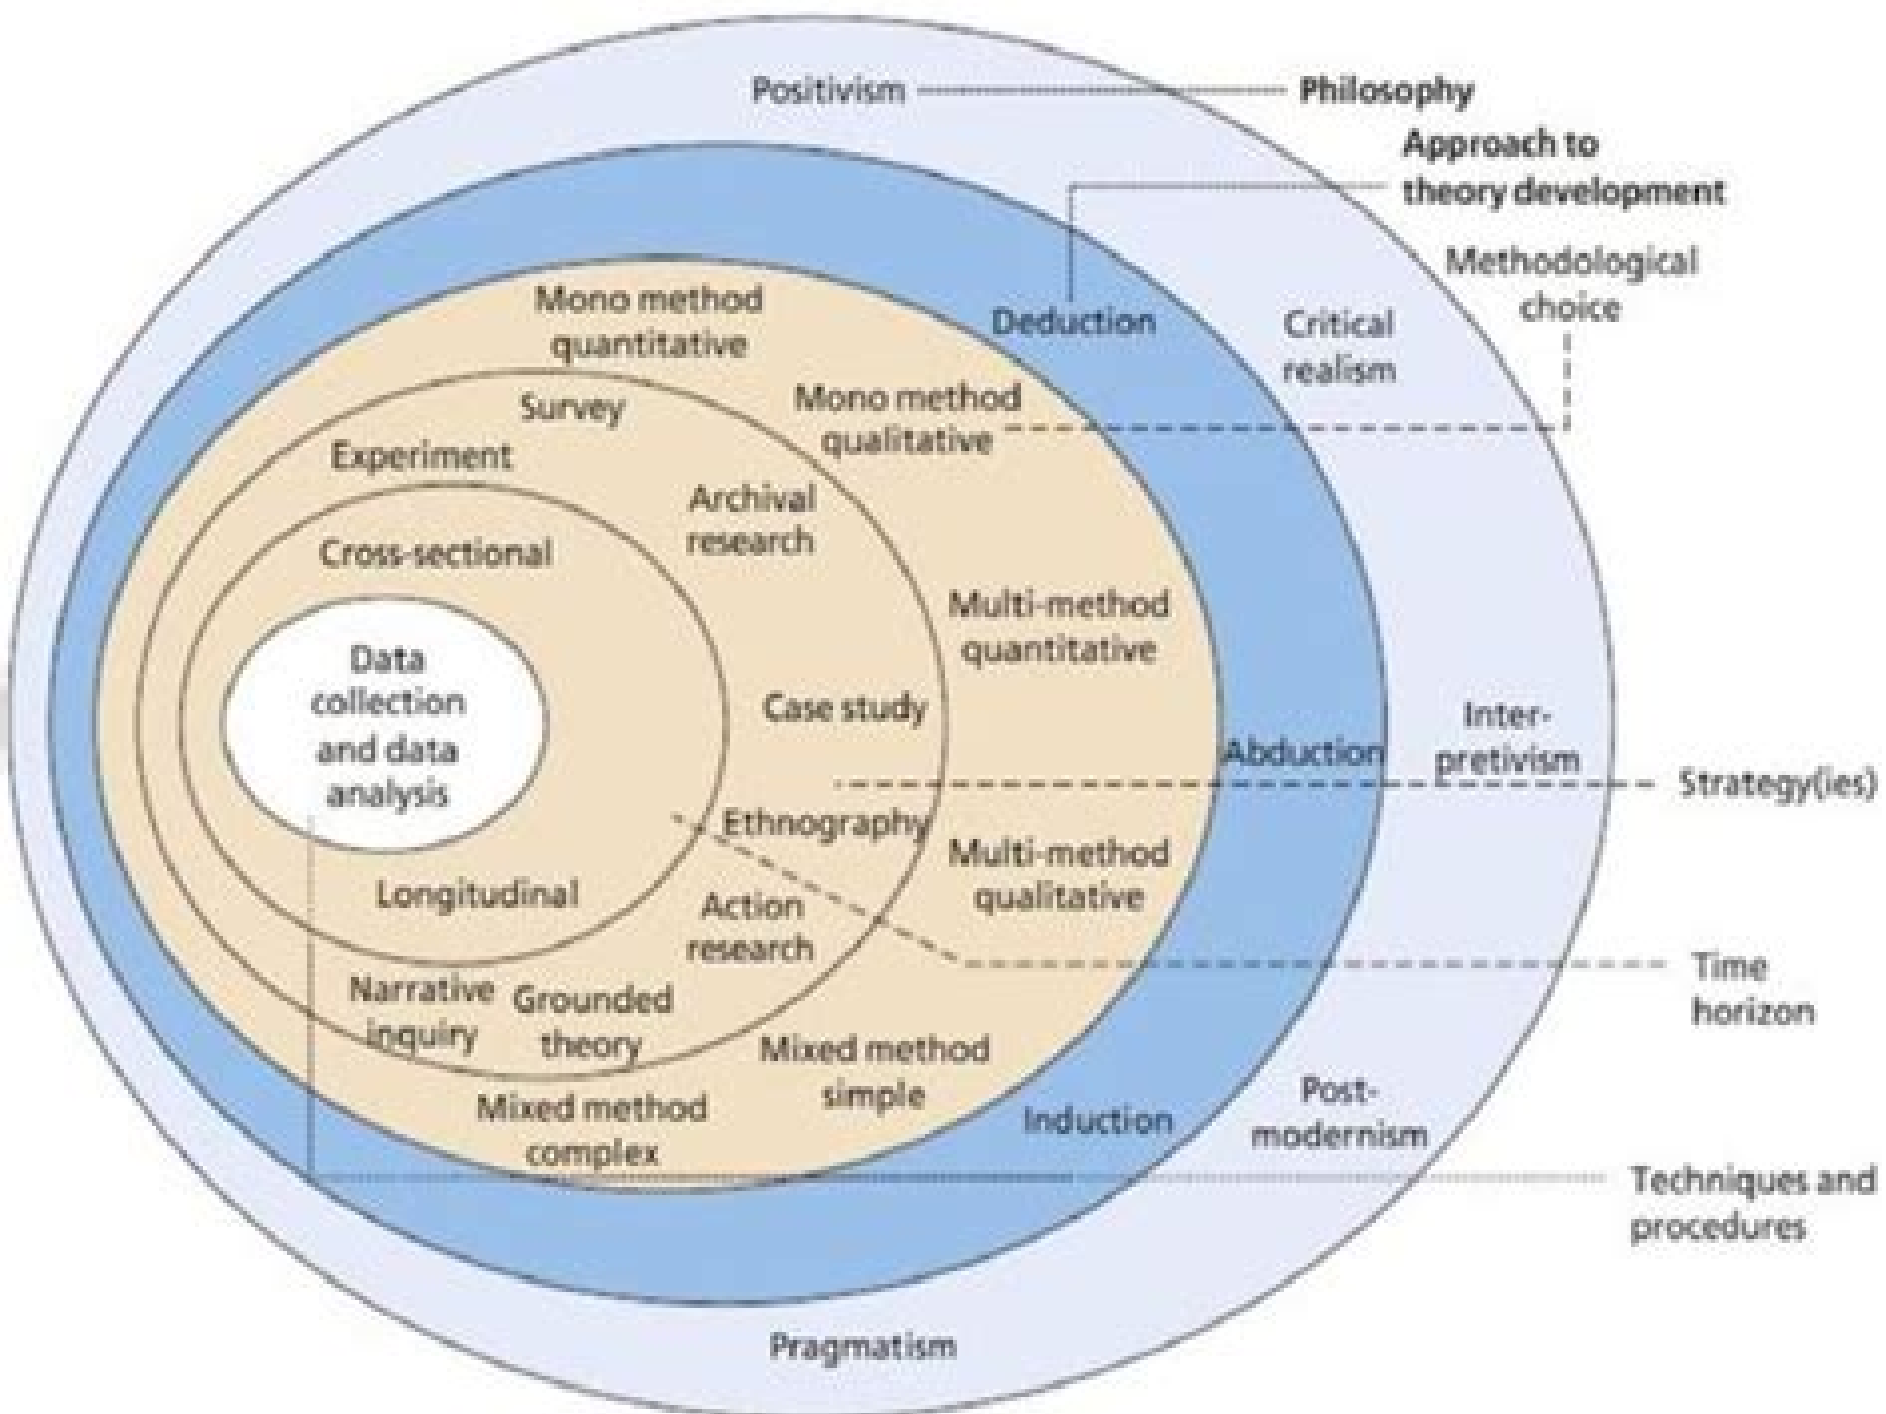 Positivism
Philosophy
Approach to
theory development
Methodological
choice
Mono method
quantitative
Deduction
Critical
realism
Mono method
qualitative
Survey
Experiment
Archival
research
Cross-sectional
Multi-method
quantitative
Data
collection
and data
analysis
Case study
Abduction
Inter-
pretivism
Strategy(ies)
Ethnography
Multi-method
qualitative
Longitudinal
Action
research
Time
horizon
Narrative
inquiry
Grounded
theory
Mixed method
simple
Mixed method
complex
Induction
Post-
modernism
Techniques and
procedures
Pragmatism